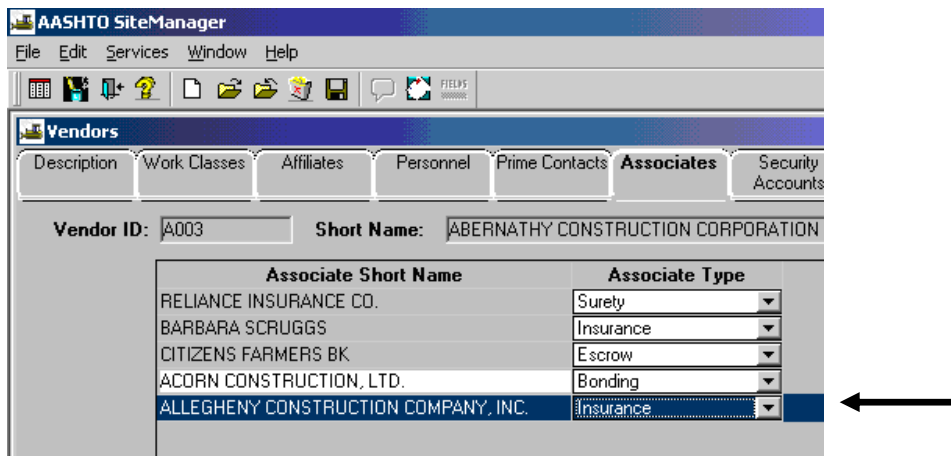 AASHTO SiteManager
File Edit Services Window Help
FIELDS
Vendors
Description Work Classes Affiliates Personnel Prime Contacts Associates Security Accounts
Vendor ID: A003 Short Name: ABERNATHY CONSTRUCTION CORPORATION
Associate Short Name Associate Type
RELIANCE INSURANCE CO. Surety
BARBARA SCRUGGS Insurance
CITIZENS FARMERS BK Escrow
ACORN CONSTRUCTION, LTD. Bonding
ALLEGHENY CONSTRUCTION COMPANY, INC. Insurance